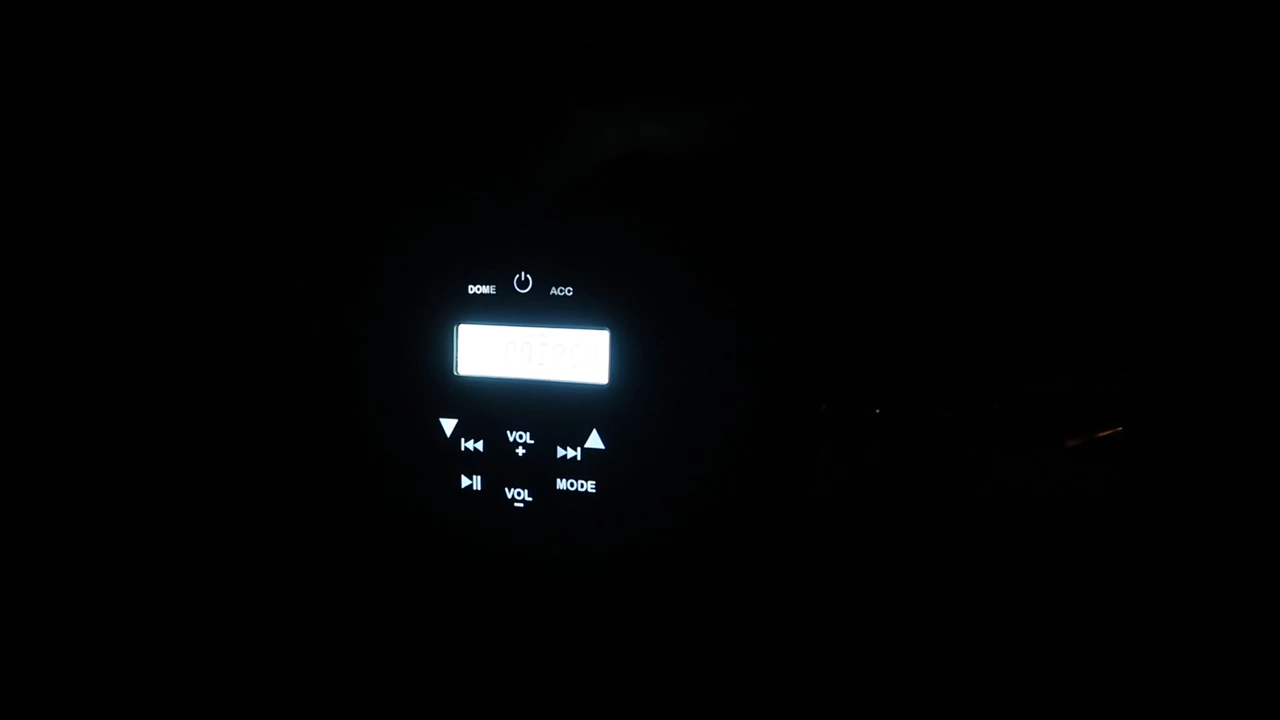 DOME ACC
VOL
+
MODE
VOL
-